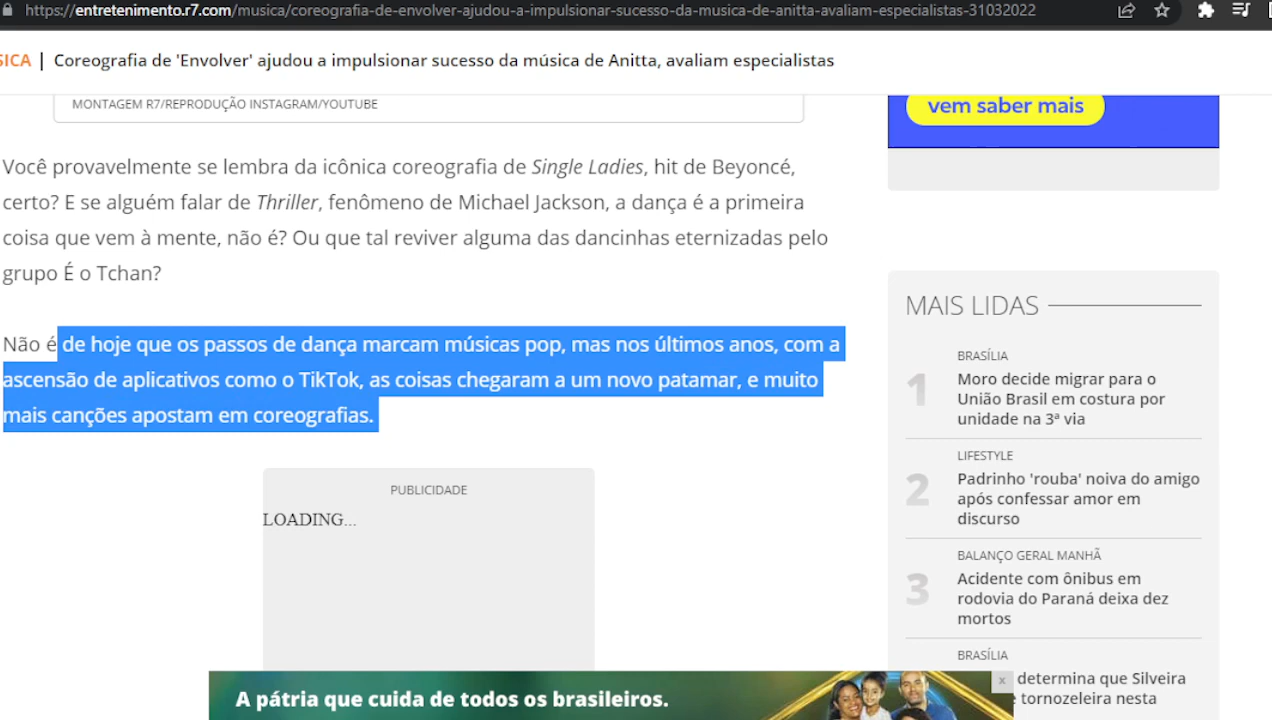 https://entretenimento.r7.com/musica/coreografia-de-envolver-ajudou-a-impulsionar-sucesso-da-musica-de-anitta-avaliam-especialistas-31032022
SICA | Coreografia de 'Envolver' ajudou a impulsionar sucesso da música de Anitta, avaliam especialistas
MONTAGEM R7/REPRODUÇÃO INSTAGRAM/YOUTUBE
Você provavelmente se lembra da icônica coreografia de Single Ladies, hit de Beyoncé,
certo? E se alguém falar de Thriller, fenômeno de Michael Jackson, a dança é a primeira
coisa que vem à mente, não é? Ou que tal reviver alguma das dancinhas eternizadas pelo
grupo É o Tchan?
Não é de hoje que os passos de dança marcam músicas pop, mas nos últimos anos, com a
ascensão de aplicativos como o TikTok, as coisas chegaram a um novo patamar, e muito
mais canções apostam em coreografias.
PUBLICIDADE
LOADING...
vem saber mais
MAIS LIDAS
BRASÍLIA
1
Moro decide migrar para o
União Brasil em costura por
unidade na 3ª via
LIFESTYLE
2
Padrinho 'rouba' noiva do amigo
após confessar amor em
discurso
BALANÇO GERAL MANHÃ
3
Acidente com ônibus em
rodovia do Paraná deixa dez
mortos
BRASÍLIA
determina que Silveira
e tornozeleira nesta
A pátria que cuida de todos os brasileiros.
x